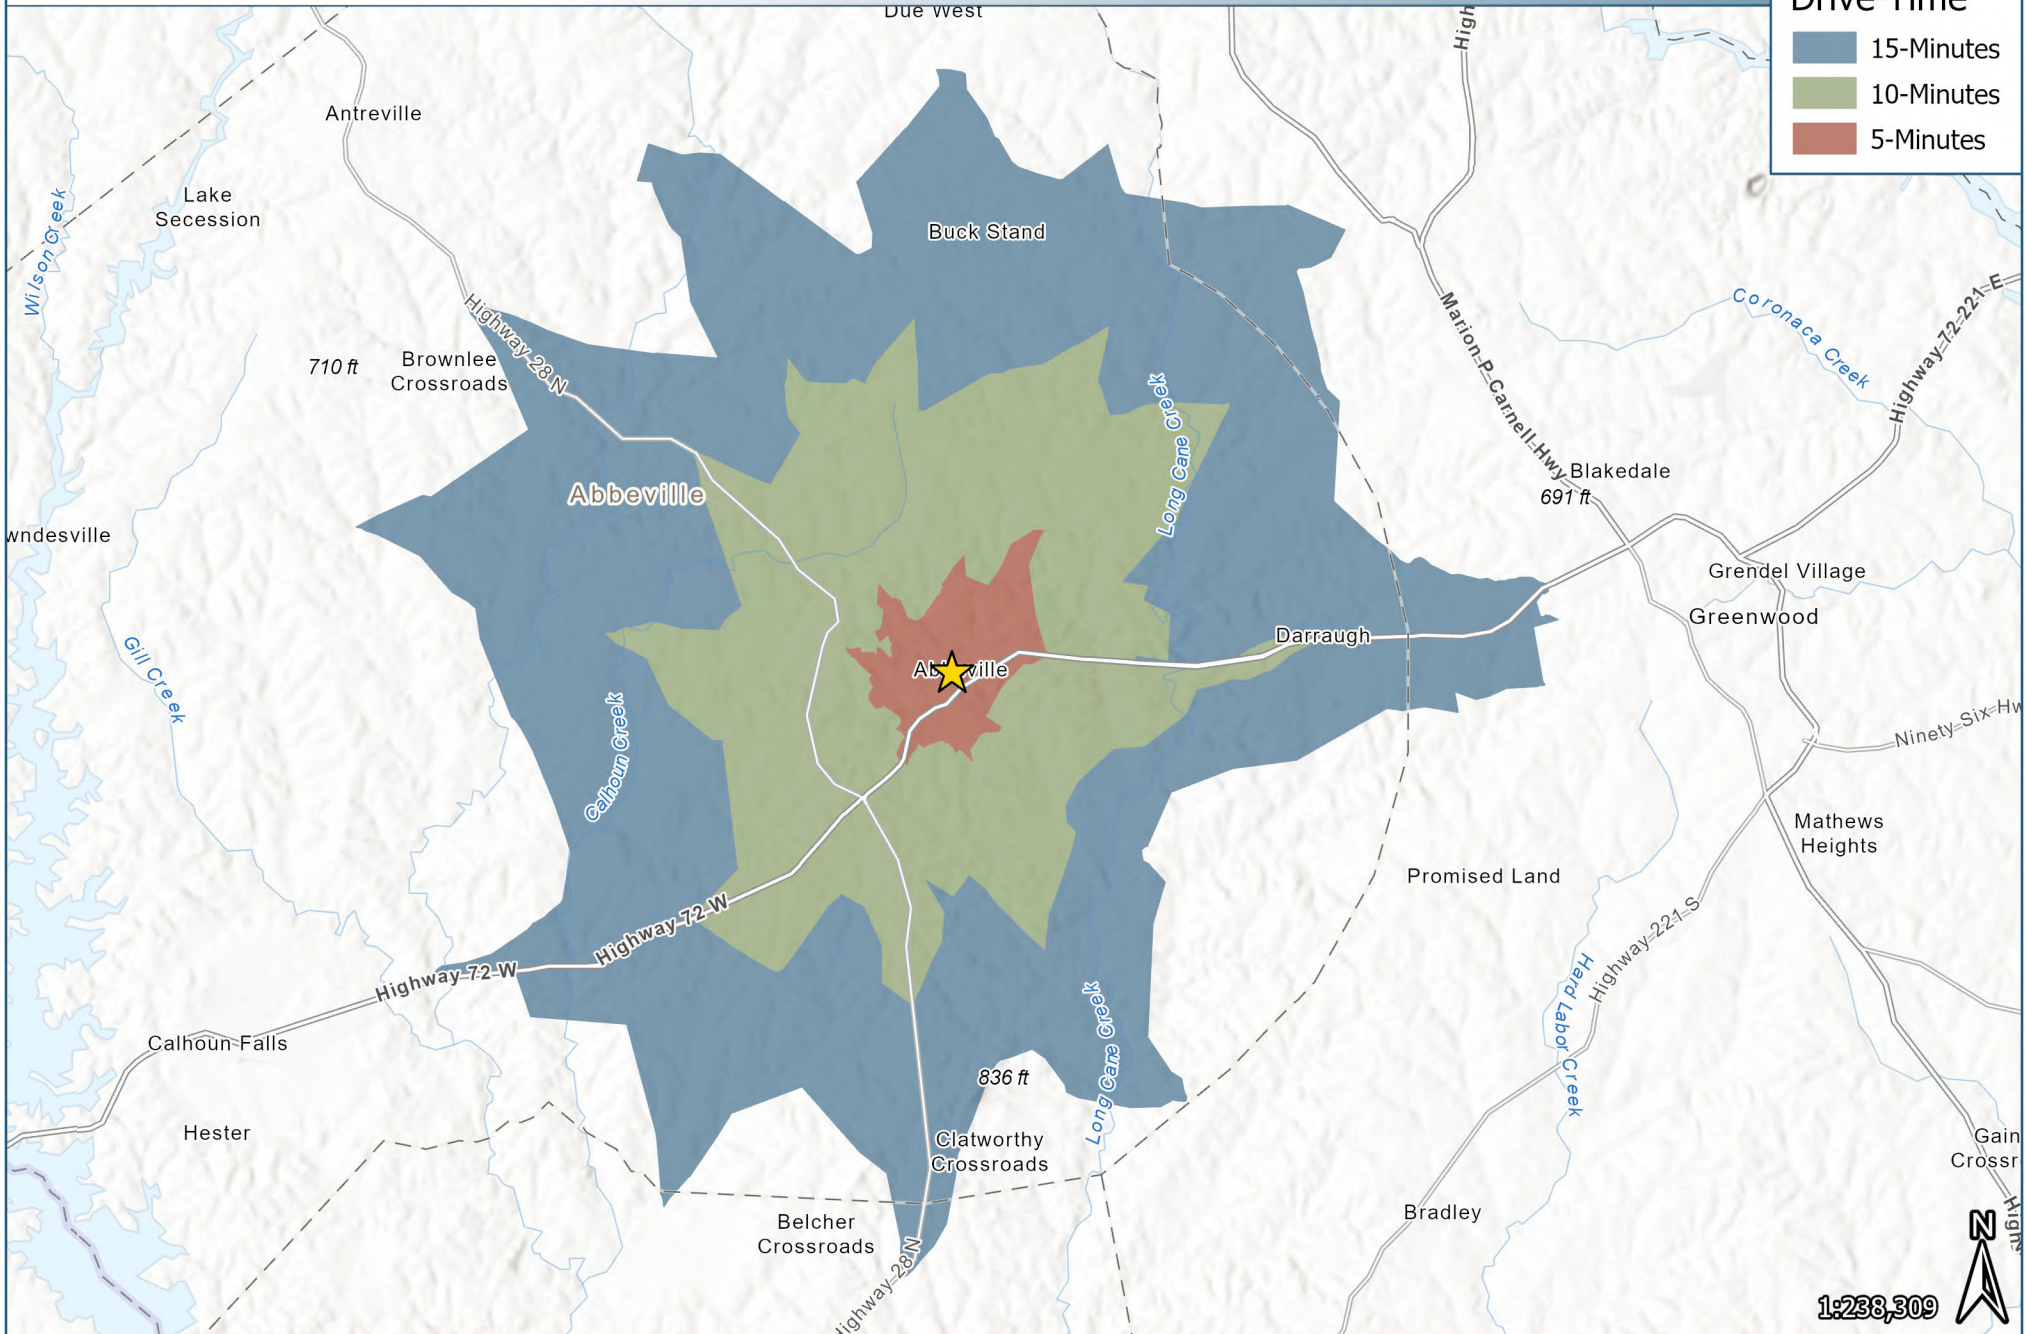 Due West
Drive-Time
15-Minutes
10-Minutes
5-Minutes
High
Antreville
Lake
Secession
Wilson Creek
Buck Stand
Highway 28 N
Brownlee
Crossroads
710 ft
Abbeville
Long Cane Creek
Marion P Carnell Hwy
Coronaca Creek
Highway 72-221 E
Blakedale
691 ft
wndesville
Grendel Village
Greenwood
Darraugh
Abbeville
Gill Creek
Calhoun Creek
Ninety Six Hw
Mathews
Heights
Promised Land
Highway 72 W
Highway 72 W
Highway 221 S
Hard Labor Creek
Long Cane Creek
Calhoun Falls
836 ft
Hester
Clatworthy
Crossroads
Gain
Crossr
Belcher
Crossroads
Bradley
Highway 28 N
High
N
1:238,309